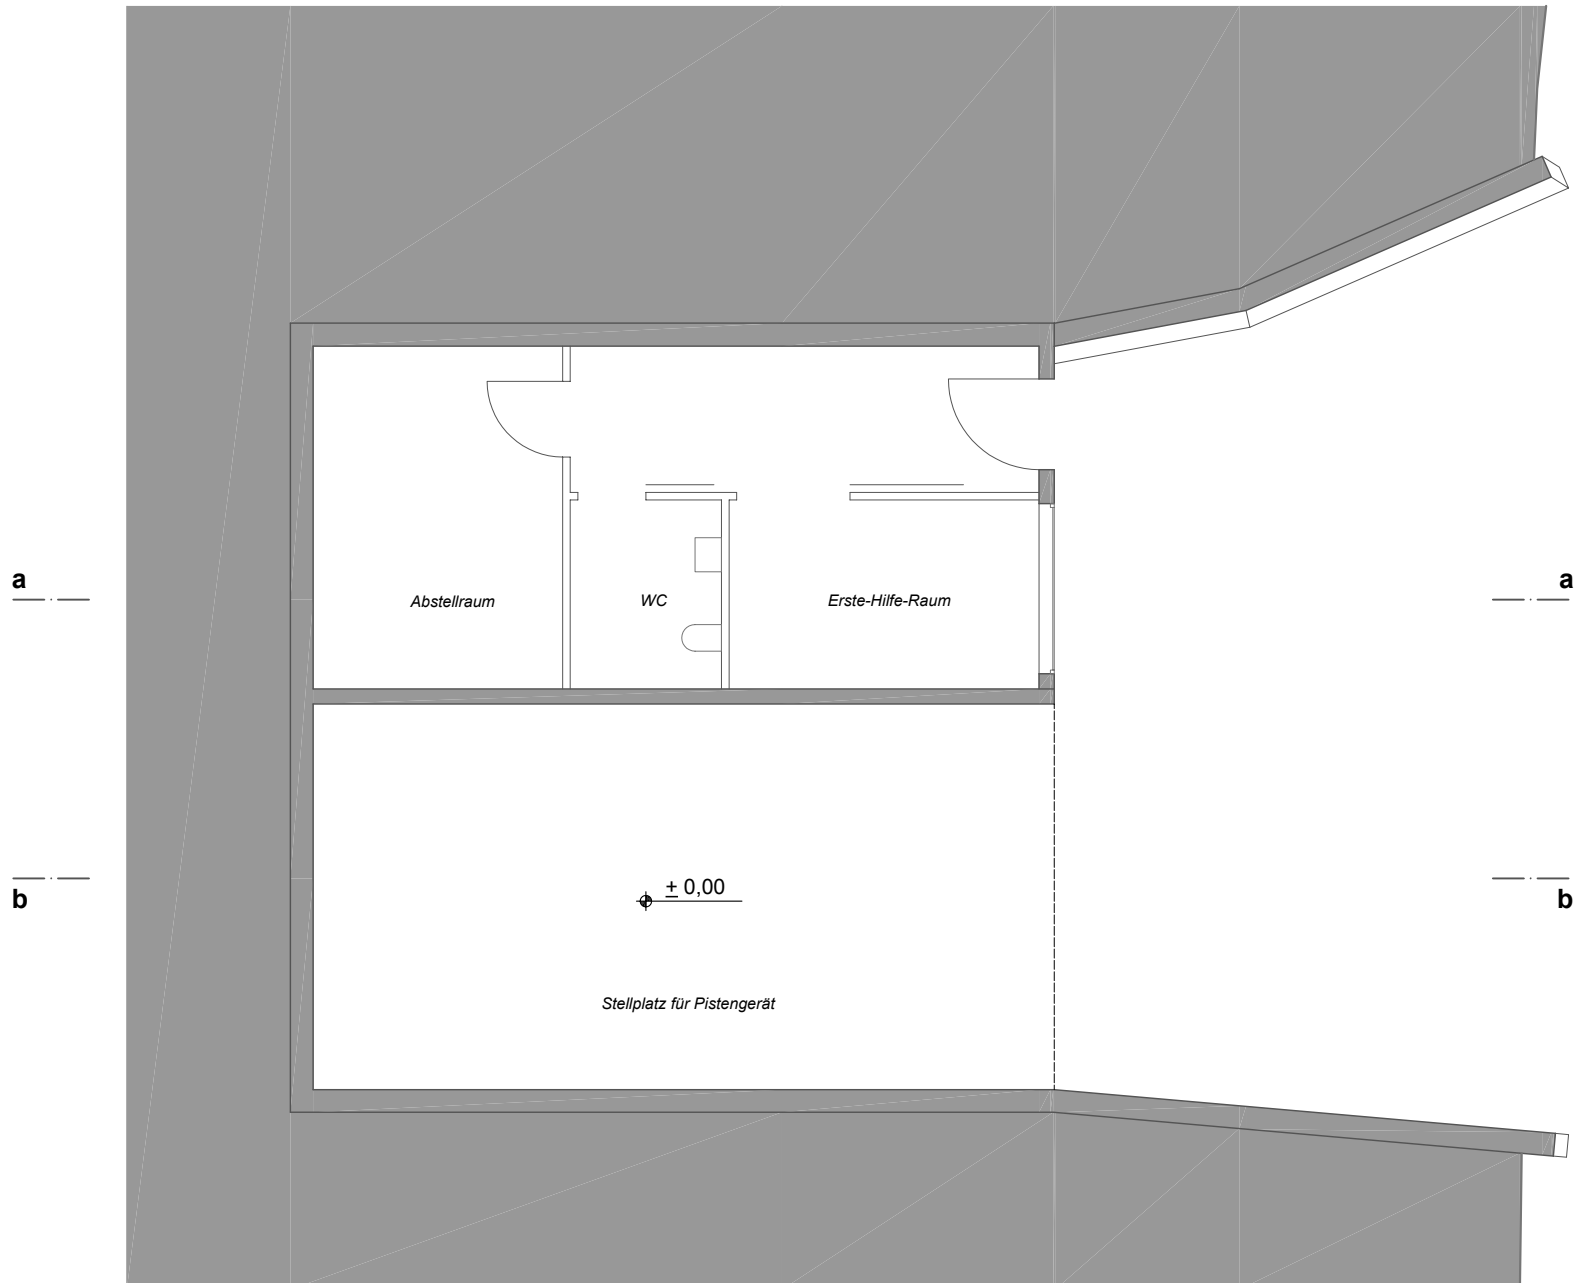 a
a
Abstellraum
WC
Erste-Hilfe-Raum
b
b
± 0,00
Stellplatz für Pistengerät